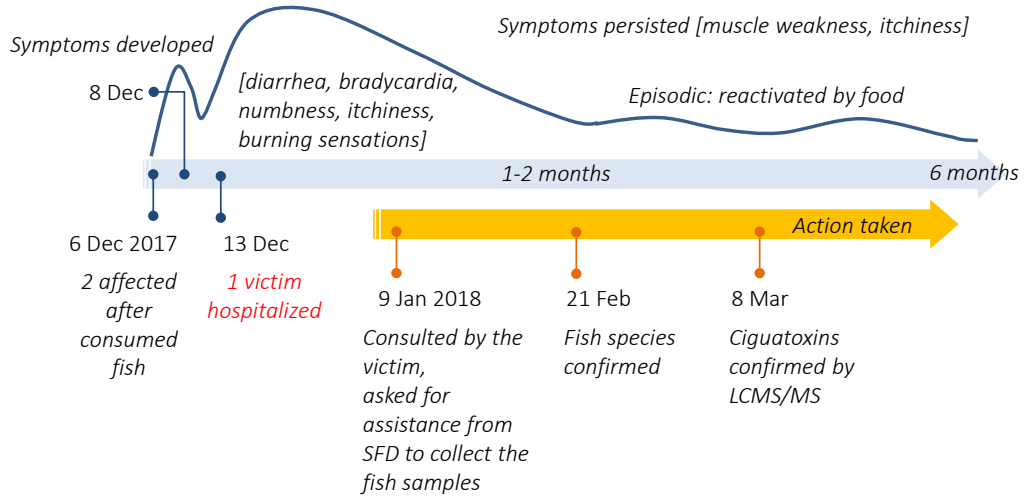 Symptoms persisted [muscle weakness, itchiness]
Symptoms developed
8 Dec
[diarrhea, bradycardia,
numbness, itchiness,
burning sensations]
Episodic: reactivated by food
1-2 months
6 months
Action taken
6 Dec 2017
2 affected
after
consumed
fish
13 Dec
1 victim
hospitalized
9 Jan 2018
Consulted by the
victim,
asked for
assistance from
SFD to collect the
fish samples
21 Feb
Fish species
confirmed
8 Mar
Ciguatoxins
confirmed by
LCMS/MS